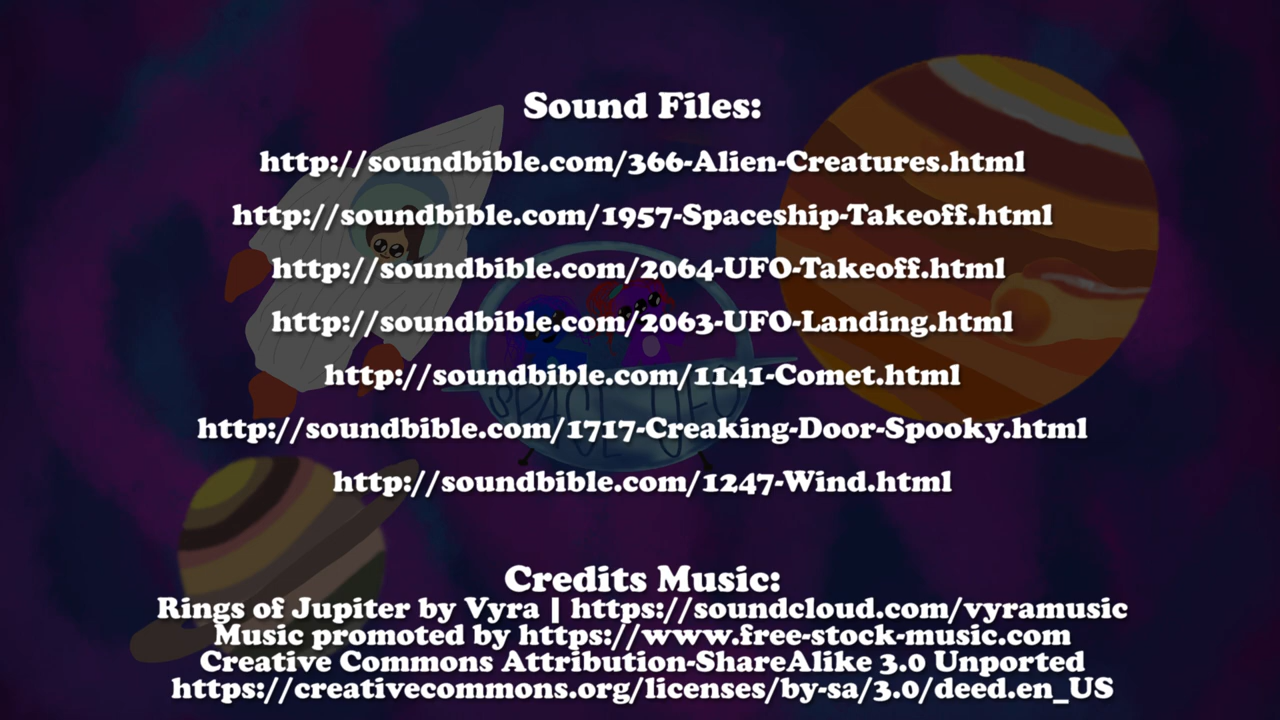 Sound Files:
http://soundbible.com/366-Alien-Creatures.html
http://soundbible.com/1957-Spaceship-Takeoff.html
http://soundbible.com/2064-UFO-Takeoff.html
http://soundbible.com/2063-UFO-Landing.html
http://soundbible.com/1141-Comet.html
SPACE UFO
http://soundbible.com/1717-Creaking-Door-Spooky.html
http://soundbible.com/1247-Wind.html
Credits Music:
Rings of Jupiter by Vyra | https://soundcloud.com/vyramusic
Music promoted by https://www.free-stock-music.com
Creative Commons Attribution-ShareAlike 3.0 Unported
https://creativecommons.org/licenses/by-sa/3.0/deed.en_US